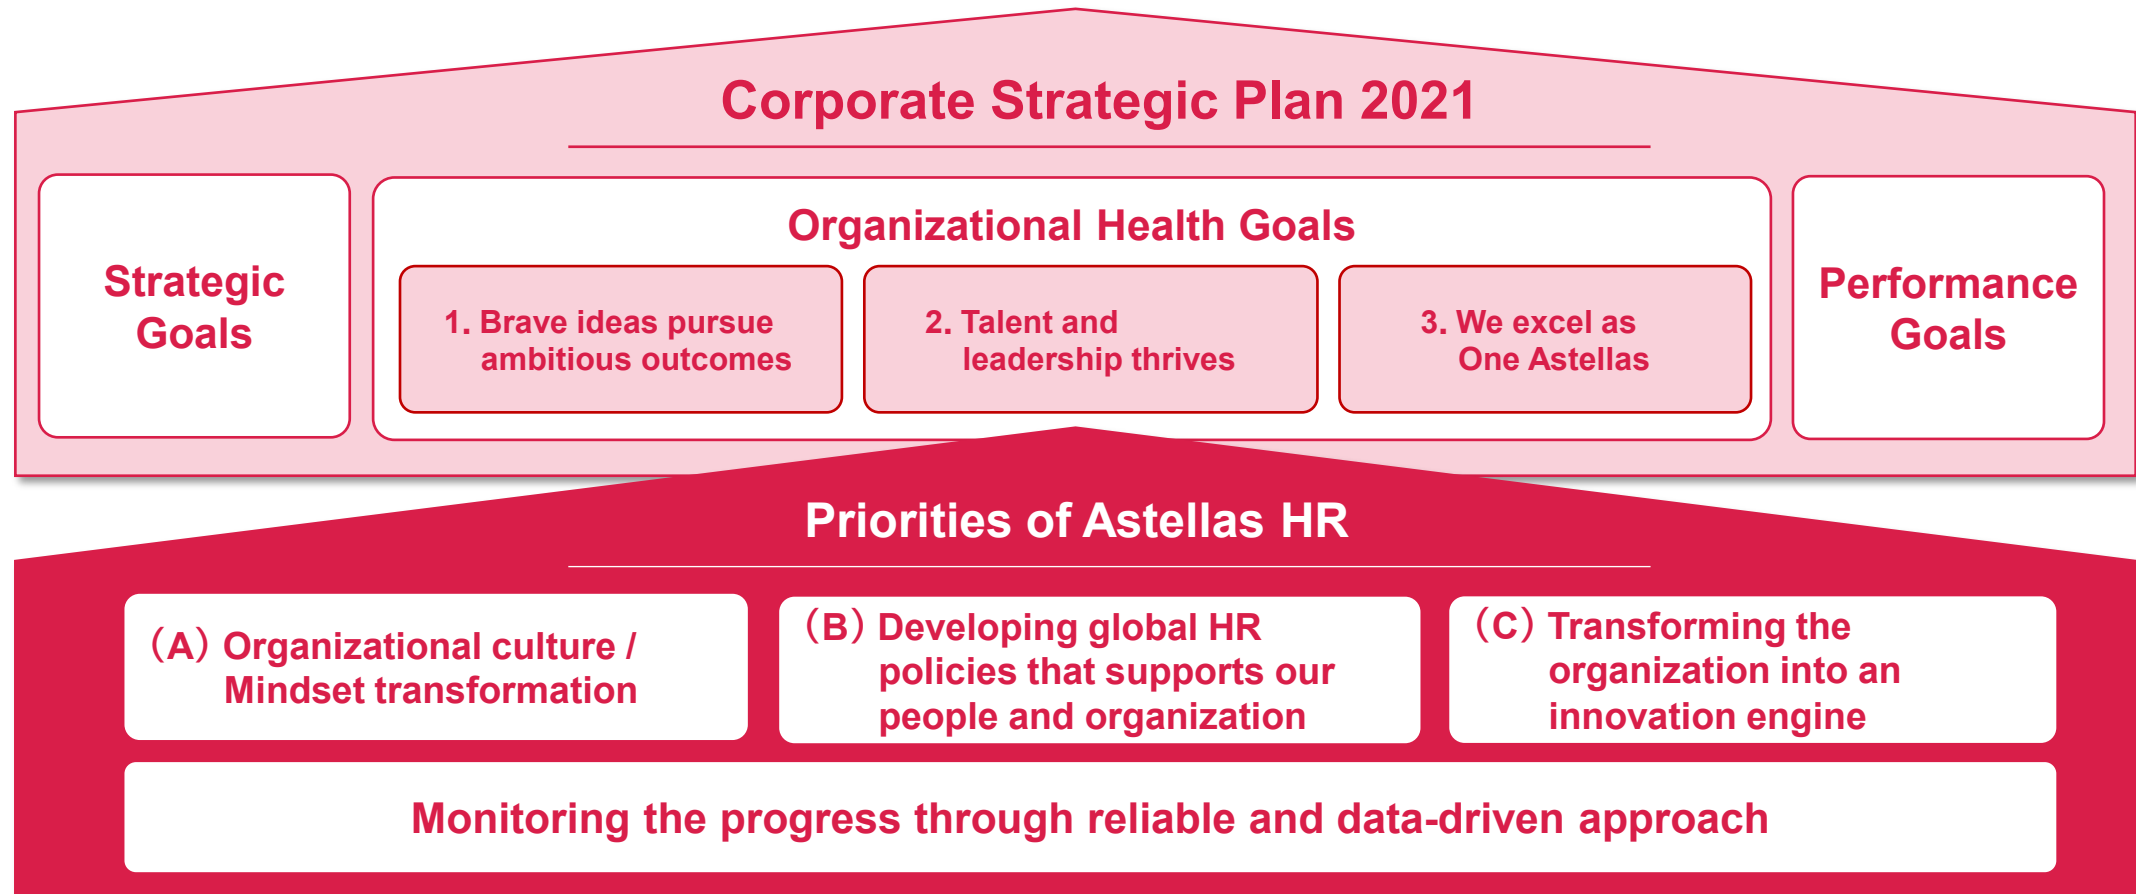 Corporate Strategic Plan 2021
Strategic
Goals
Organizational Health Goals
1. Brave ideas pursue
ambitious outcomes
2. Talent and
leadership thrives
3. We excel as
One Astellas
Performance
Goals
Priorities of Astellas HR
（A）Organizational culture /
Mindset transformation
（B）Developing global HR
policies that supports our
people and organization
（C）Transforming the
organization into an
innovation engine
Monitoring the progress through reliable and data-driven approach